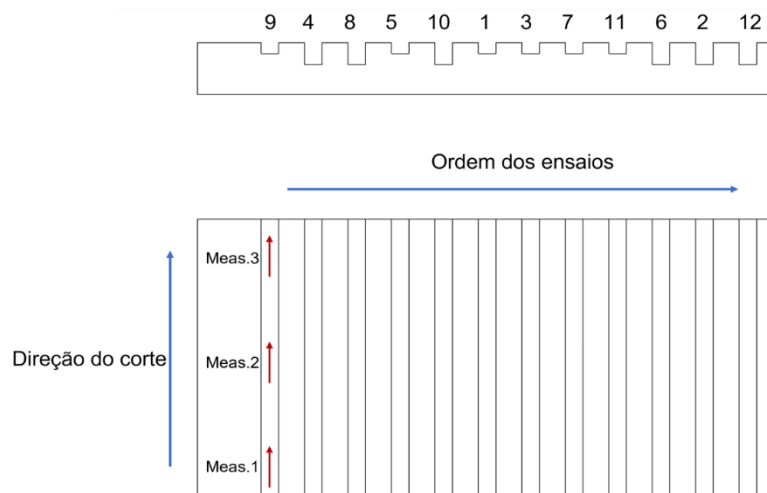 9 4 8 5 10 1 3 7 11 6 2 12
Ordem dos ensaios
Meas.3
Direção do corte
Meas.2
Meas.1